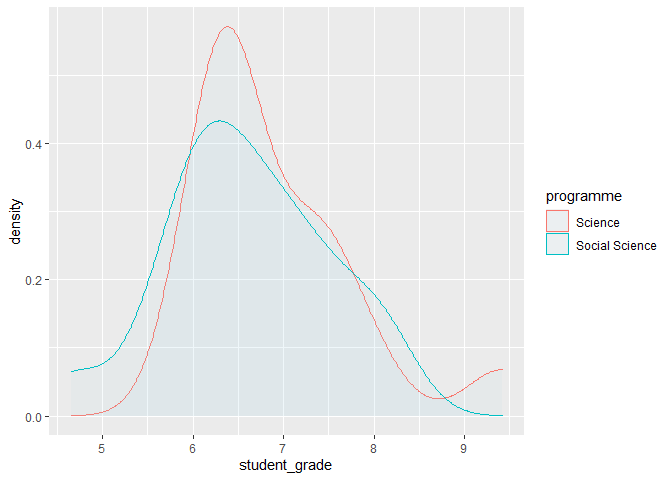 density
0.4
0.2
0.0
5 6 7 8 9
student_grade
programme
Science
Social Science